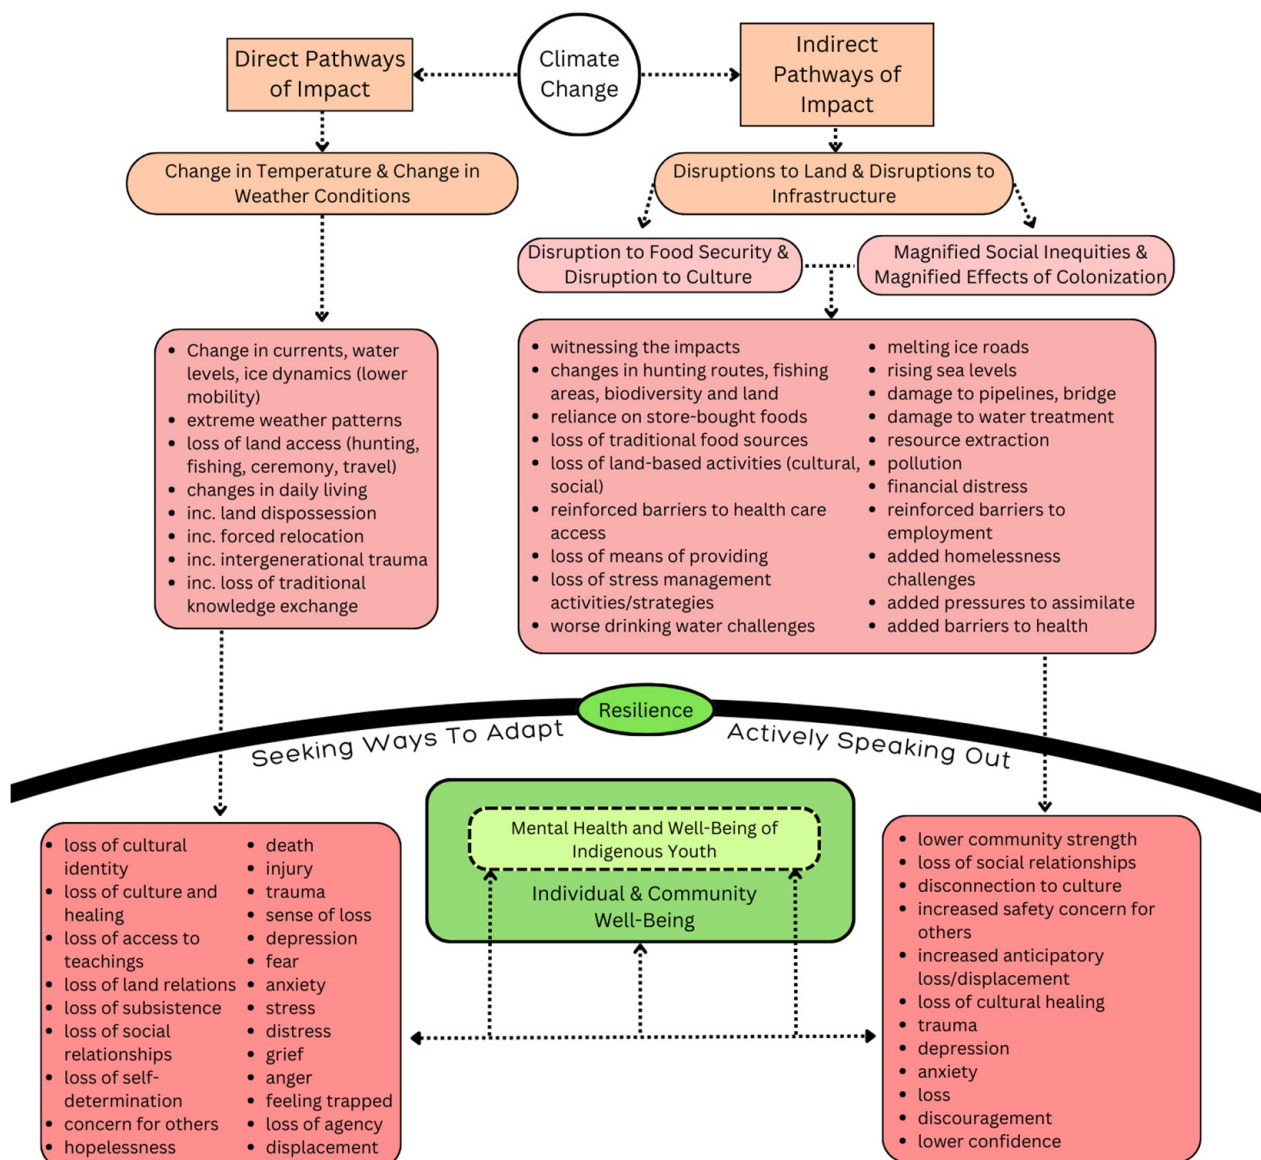 Climate
Change
Direct Pathways
of Impact
Indirect
Pathways of
Impact
Change in Temperature & Change in
Weather Conditions
Disruptions to Land & Disruptions to
Infrastructure
Disruption to Food Security &
Disruption to Culture
Magnified Social Inequities &
Magnified Effects of Colonization
• Change in currents, water
levels, ice dynamics (lower
mobility)
• extreme weather patterns
• loss of land access (hunting,
fishing, ceremony, travel)
• changes in daily living
• inc. land dispossession
• inc. forced relocation
• inc. intergenerational trauma
• inc. loss of traditional
knowledge exchange
• witnessing the impacts
• changes in hunting routes, fishing
areas, biodiversity and land
• reliance on store-bought foods
• loss of traditional food sources
• loss of land-based activities (cultural,
social)
• reinforced barriers to health care
access
• loss of means of providing
• loss of stress management
activities/strategies
• worse drinking water challenges
• melting ice roads
• rising sea levels
• damage to pipelines, bridge
• damage to water treatment
• resource extraction
• pollution
• financial distress
• reinforced barriers to
employment
• added homelessness
challenges
• added pressures to assimilate
• added barriers to health
Resilience
Seeking Ways To Adapt
Actively Speaking Out
• loss of cultural
identity
• loss of culture and
healing
• loss of access to
teachings
• loss of land relations
• loss of subsistence
• loss of social
relationships
• loss of self-
determination
• concern for others
• hopelessness
• death
• injury
• trauma
• sense of loss
• depression
• fear
• anxiety
• stress
• distress
• grief
• anger
• feeling trapped
• loss of agency
• displacement
Mental Health and Well-Being of
Indigenous Youth
Individual & Community
Well-Being
• lower community strength
• loss of social relationships
• disconnection to culture
• increased safety concern for
others
• increased anticipatory
loss/displacement
• loss of cultural healing
• trauma
• depression
• anxiety
• loss
• discouragement
• lower confidence